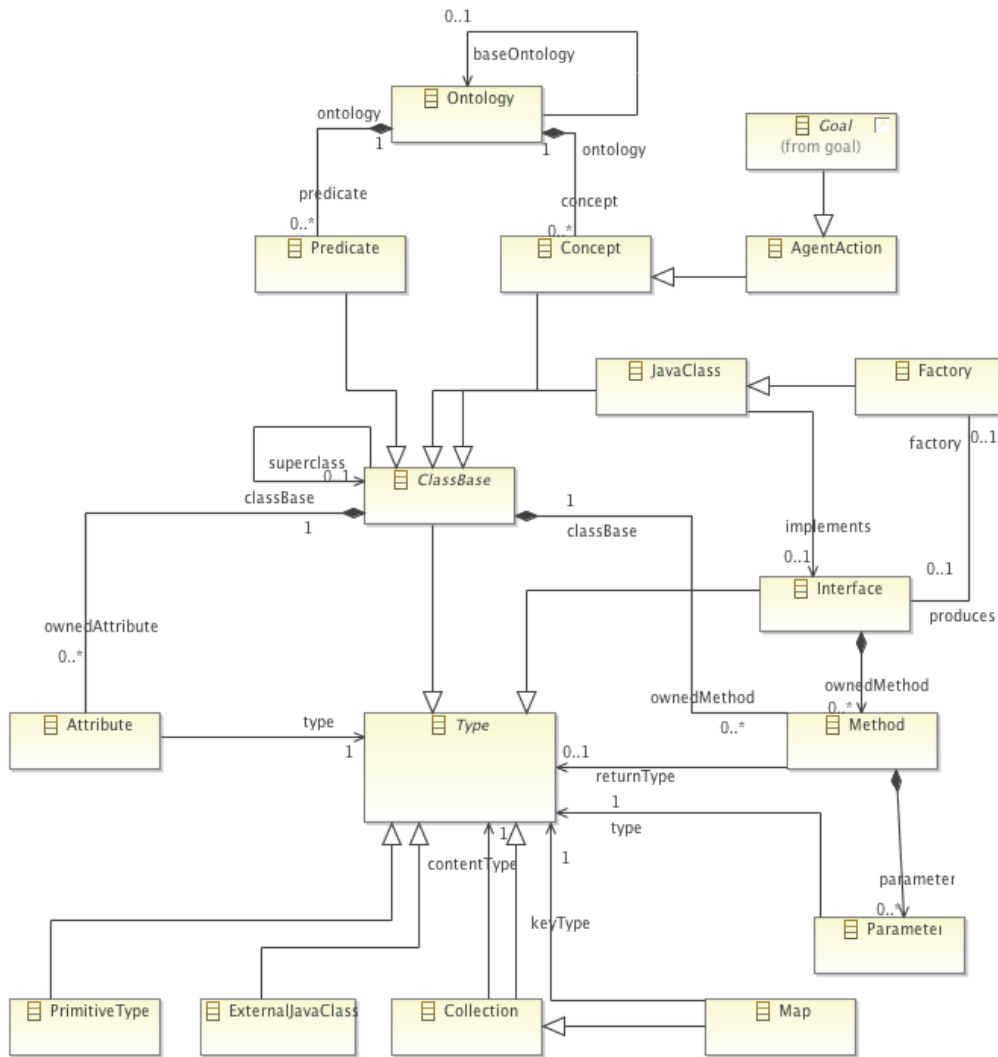 0..1
baseOntology
Ontology
ontology
1
1
ontology
Goal
(from goal)
predicate
0..*
concept
0..*
Predicate
Concept
AgentAction
JavaClass
Factory
0..1
factory
superclass
0..1
ClassBase
classBase
1
1
classBase
implements
0..1
0..1
Interface
produces
ownedAttribute
0..*
ownedMethod
0..*
ownedMethod
0..*
Attribute
type
1
Type
Method
0..1
returnType
1
type
1
contentType
1
parameter
0..*
keyType
Parameter
PrimitiveType
ExternalJavaClass
Collection
Map